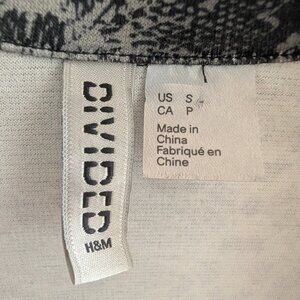 DIVIDED
H&M
US S
CA P
Made in
China
Fabriqué en
Chine